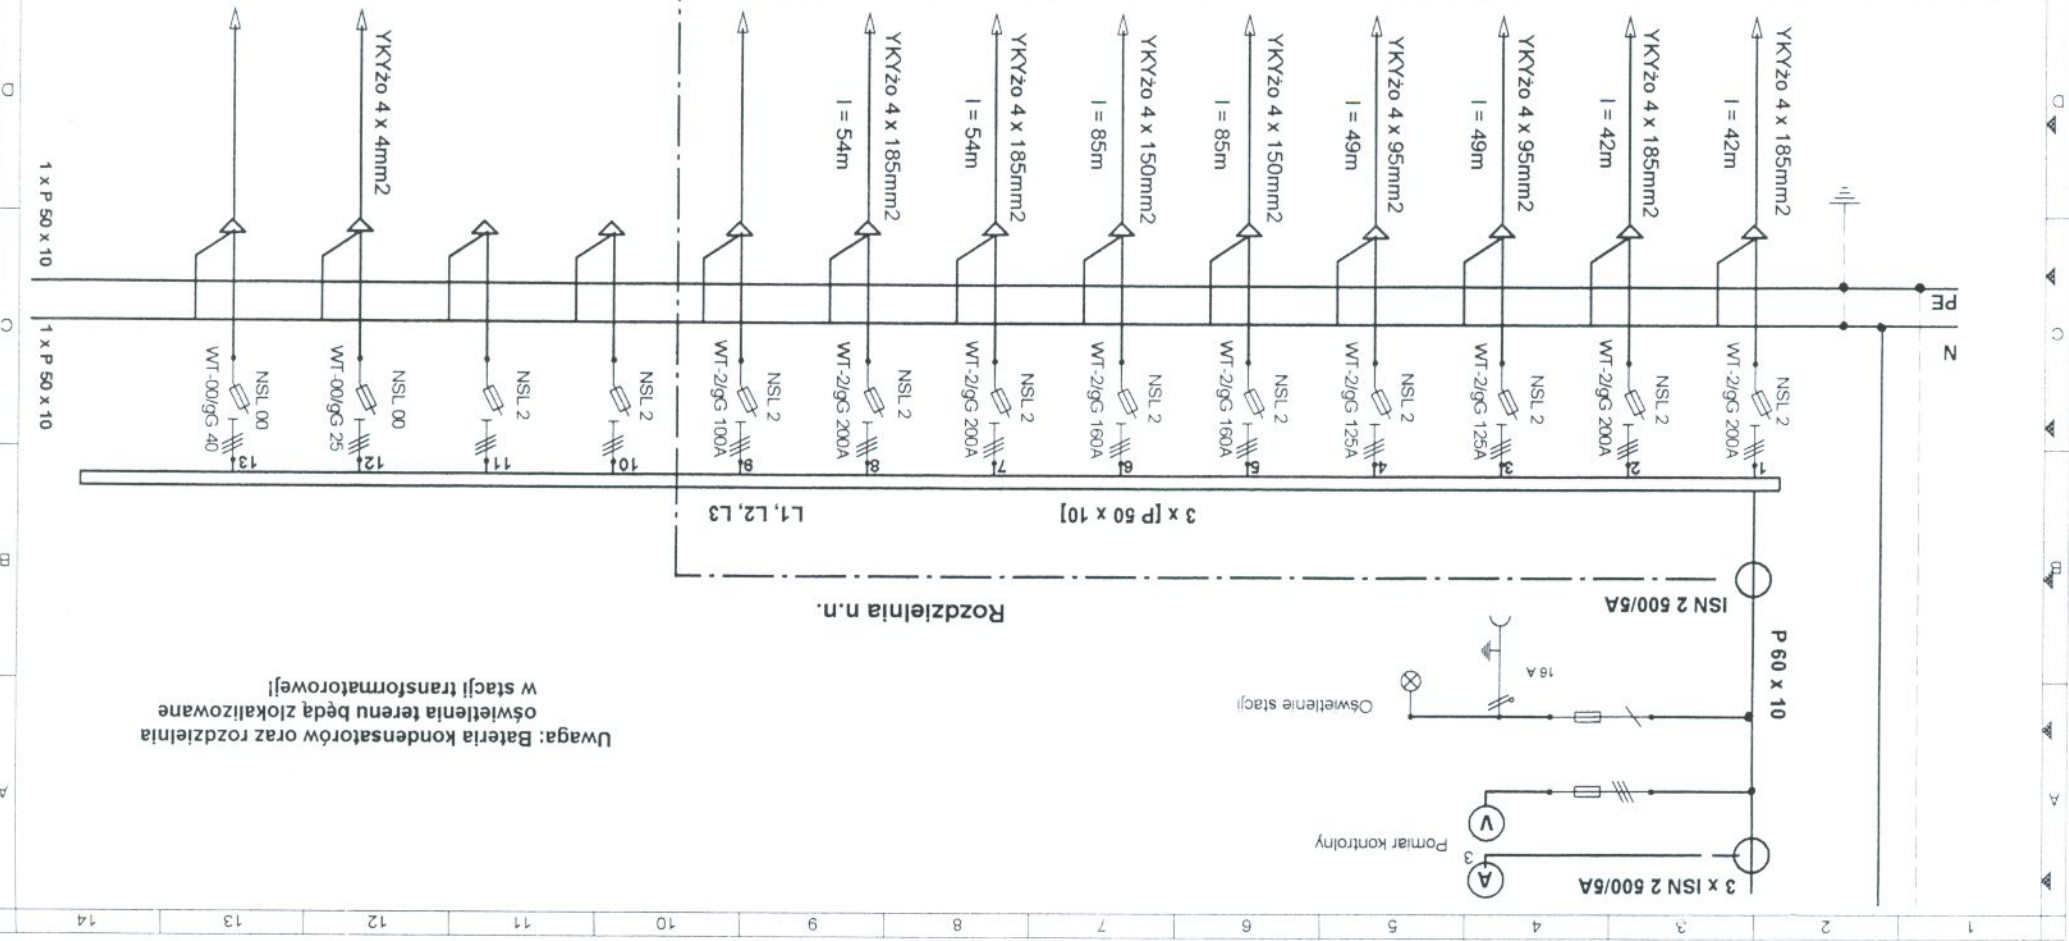 1
2
3
4
5
6
7
8
9
10
11
12
13
14
A
A
B
B
C
C
D
D
3 x ISN 2 500/5A
A
3
Pomiar kontrolny
V
P 60 x 10
Oświetlenie stacji
16 A
ISN 2 500/5A
Uwaga: Bateria kondensatorów oraz rozdzielnia
oświetlenia terenu będą zlokalizowane
w stacji transformatorowej!
Rozdzielnia n.n.
3 x [P 50 x 10]
L1, L2, L3
1
2
3
4
5
6
7
8
9
10
11
12
13
NSL 2
WT-2/gG 200A
NSL 2
WT-2/gG 200A
NSL 2
WT-2/gG 125A
NSL 2
WT-2/gG 125A
NSL 2
WT-2/gG 160A
NSL 2
WT-2/gG 160A
NSL 2
WT-2/gG 200A
NSL 2
WT-2/gG 200A
NSL 2
WT-2/gG 100A
NSL 2
NSL 2
NSL 00
WT-00/gG 25
NSL 00
WT-00/gG 40
N
PE
1 x P 50 x 10
1 x P 50 x 10
YKYżo 4 x 185mm2
l = 42m
YKYżo 4 x 185mm2
l = 42m
YKYżo 4 x 95mm2
l = 49m
YKYżo 4 x 95mm2
l = 49m
YKYżo 4 x 150mm2
l = 85m
YKYżo 4 x 150mm2
l = 85m
YKYżo 4 x 185mm2
l = 54m
YKYżo 4 x 185mm2
l = 54m
YKYżo 4 x 4mm2